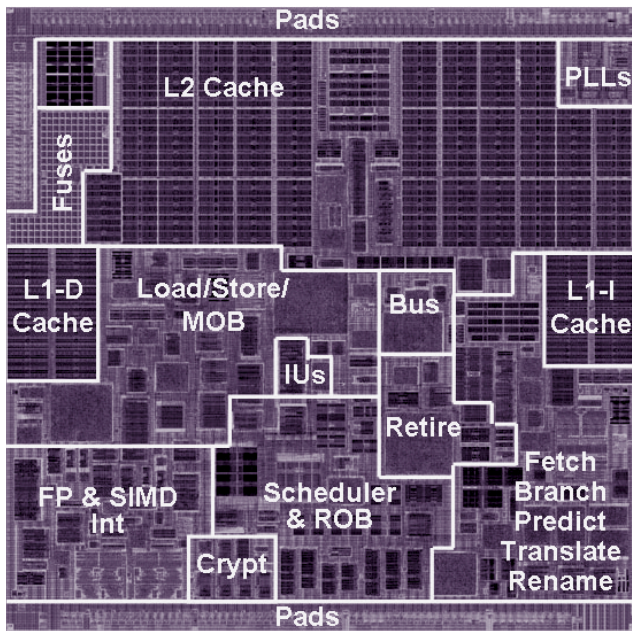 Pads
L2 Cache
PLLs
Fuses
L1-D
Cache
Load/Store/
MOB
Bus
L1-I
Cache
IUs
Retire
FP & SIMD
Int
Scheduler
& ROB
Fetch
Branch
Predict
Translate
Rename
Crypt
Pads